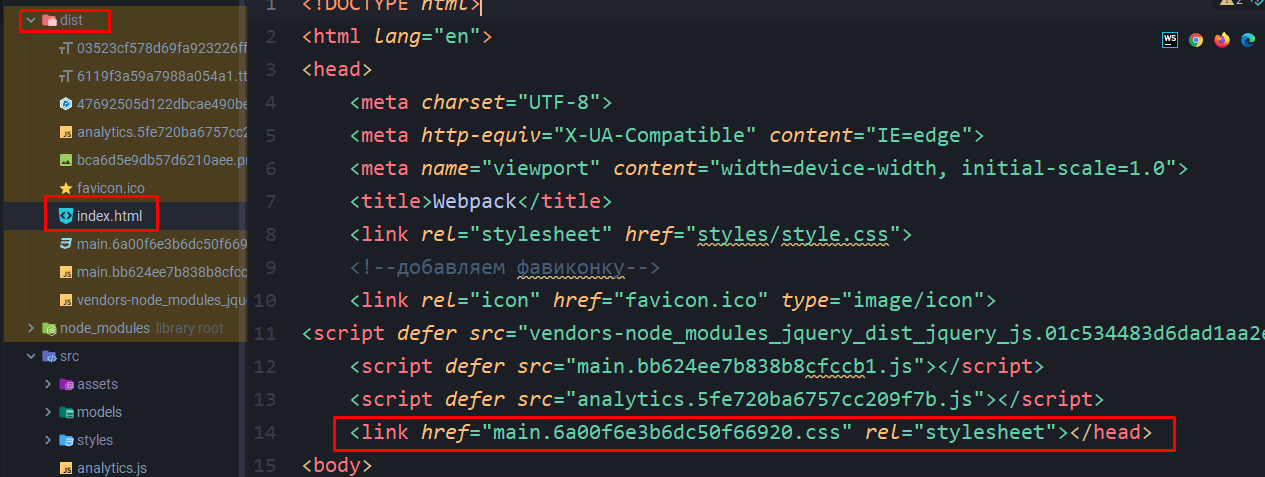 dist
03523cf578d69fa923226ff
6119f3a59a7988a054a1.tt
47692505d122dbcae490be
analytics.5fe720ba6757cc2
bca6d5e9db57d6210aee.pn
favicon.ico
index.html
main.6a00f6e3b6dc50f669
main.bb624ee7b838b8cfcc
vendors-node_modules_jqu
node_modules library root
src
assets
models
styles
analytics.js
1 <!DOCTYPE html>
2 <html lang="en">
3 <head>
4 <meta charset="UTF-8">
5 <meta http-equiv="X-UA-Compatible" content="IE=edge">
6 <meta name="viewport" content="width=device-width, initial-scale=1.0">
7 <title>Webpack</title>
8 <link rel="stylesheet" href="styles/style.css">
9 <!--добавляем фавиконку-->
10 <link rel="icon" href="favicon.ico" type="image/icon">
11 <script defer src="vendors-node_modules_jquery_dist_jquery_js.01c534483d6dad1aa2e
12 <script defer src="main.bb624ee7b838b8cfccb1.js"></script>
13 <script defer src="analytics.5fe720ba6757cc209f7b.js"></script>
14 <link href="main.6a00f6e3b6dc50f66920.css" rel="stylesheet"></head>
15 <body>
2
WS